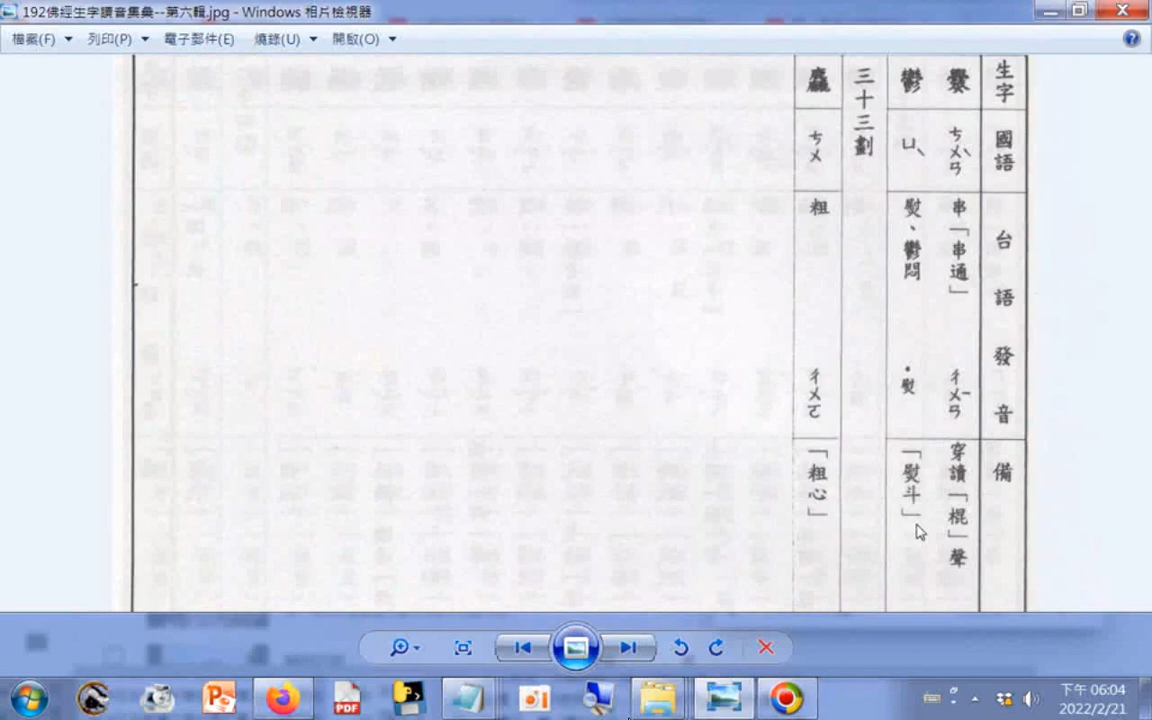 192佛經生字讀音集彙--第六輯.jpg - Windows 相片檢視器
檔案(F) 列印(P) 電子郵件(E) 燒錄(U) 開啟(O)
生字 國語 台語發音 備
爨 ㄘㄨㄢˋ 串「串通」 ㄔㄨㄢˉ 穿讀「棍」聲
鬱 ㄩˋ 熨、鬱悶 •熨 「熨斗」
三十三劃
麤 ㄘㄨ 粗 ㄔㄨㄛ 「粗心」
下午 06:04
2022/2/21